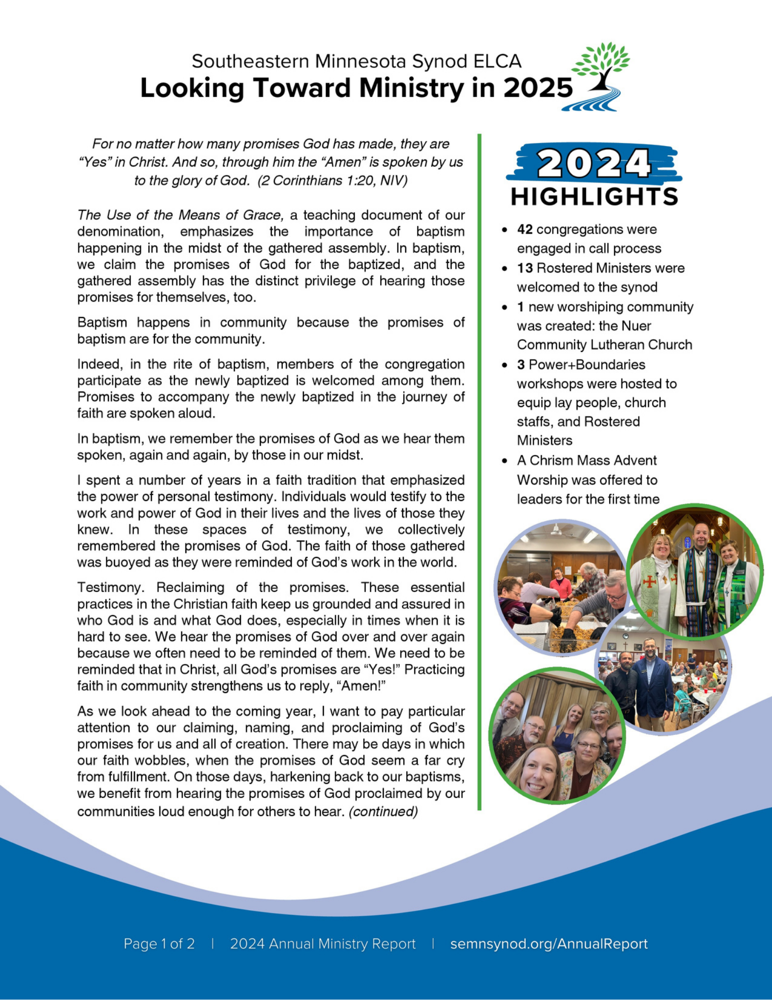 Southeastern Minnesota Synod ELCA
Looking Toward Ministry in 2025
For no matter how many promises God has made, they are
“Yes” in Christ. And so, through him the “Amen” is spoken by us
to the glory of God.  (2 Corinthians 1:20, NIV)
The Use of the Means of Grace, a teaching document of our
denomination, emphasizes the importance of baptism
happening in the midst of the gathered assembly. In baptism,
we claim the promises of God for the baptized, and the
gathered assembly has the distinct privilege of hearing those
promises for themselves, too.
Baptism happens in community because the promises of
baptism are for the community.
Indeed, in the rite of baptism, members of the congregation
participate as the newly baptized is welcomed among them.
Promises to accompany the newly baptized in the journey of
faith are spoken aloud.
In baptism, we remember the promises of God as we hear them
spoken, again and again, by those in our midst.
I spent a number of years in a faith tradition that emphasized
the power of personal testimony. Individuals would testify to the
work and power of God in their lives and the lives of those they
knew. In these spaces of testimony, we collectively
remembered the promises of God. The faith of those gathered
was buoyed as they were reminded of God’s work in the world.
Testimony. Reclaiming of the promises. These essential
practices in the Christian faith keep us grounded and assured in
who God is and what God does, especially in times when it is
hard to see. We hear the promises of God over and over again
because we often need to be reminded of them. We need to be
reminded that in Christ, all God’s promises are “Yes!” Practicing
faith in community strengthens us to reply, “Amen!”
As we look ahead to the coming year, I want to pay particular
attention to our claiming, naming, and proclaiming of God’s
promises for us and all of creation. There may be days in which
our faith wobbles, when the promises of God seem a far cry
from fulfillment. On those days, harkening back to our baptisms,
we benefit from hearing the promises of God proclaimed by our
communities loud enough for others to hear. (continued)
2024
HIGHLIGHTS
• 42 congregations were
engaged in call process
• 13 Rostered Ministers were
welcomed to the synod
• 1 new worshiping community
was created: the Nuer
Community Lutheran Church
• 3 Power+Boundaries
workshops were hosted to
equip lay people, church
staffs, and Rostered
Ministers
• A Chrism Mass Advent
Worship was offered to
leaders for the first time
Page 1 of 2 | 2024 Annual Ministry Report | semnsynod.org/AnnualReport